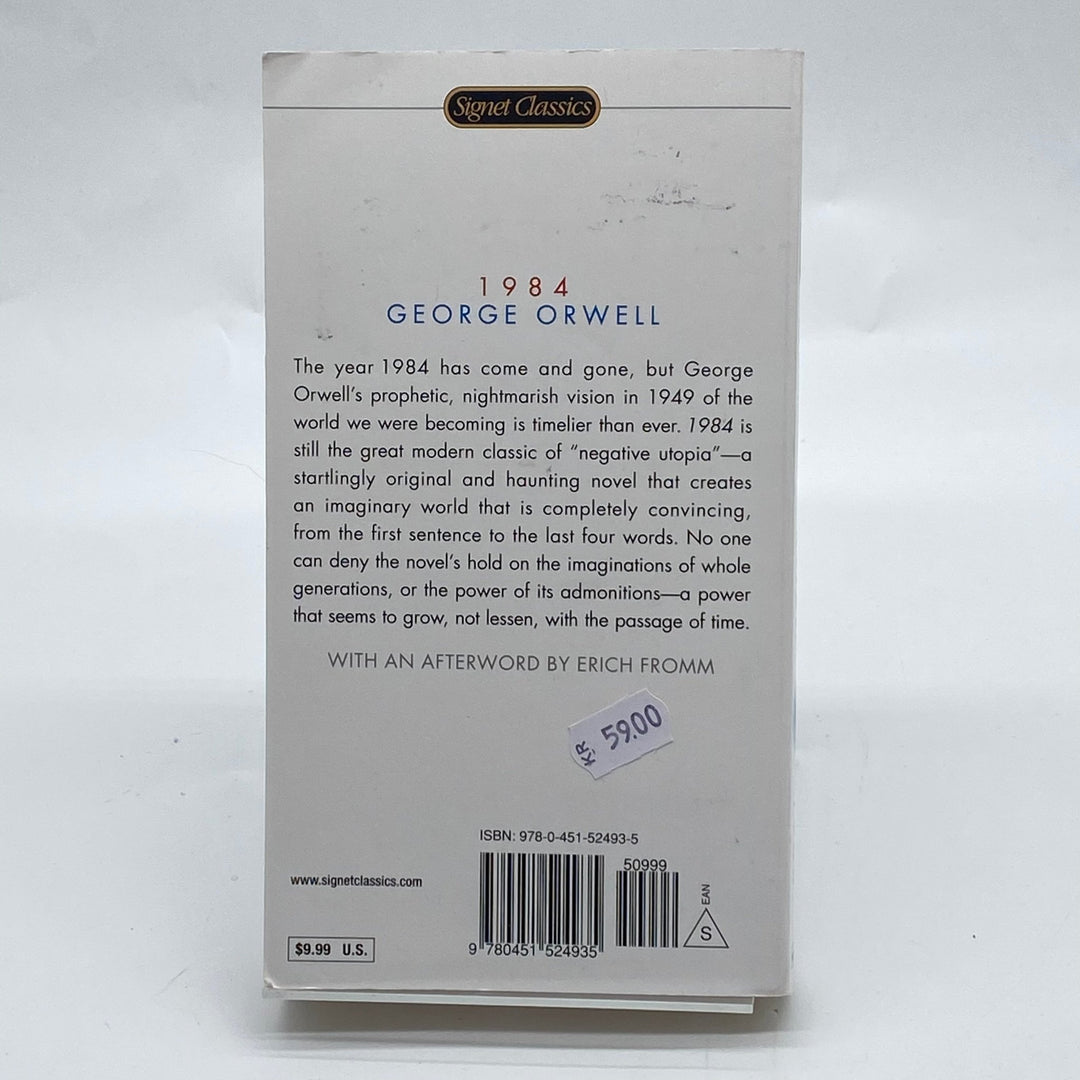 Signet Classics
1984
GEORGE ORWELL
The year 1984 has come and gone, but George
Orwell's prophetic, nightmarish vision in 1949 of the
world we were becoming is timelier than ever. 1984 is
still the great modern classic of "negative utopia"—a
startlingly original and haunting novel that creates
an imaginary world that is completely convincing,
from the first sentence to the last four words. No one
can deny the novel's hold on the imaginations of whole
generations, or the power of its admonitions—a power
that seems to grow, not lessen, with the passage of time.
WITH AN AFTERWORD BY ERICH FROMM
KR 59.00
ISBN: 978-0-451-52493-5
50999
www.signetclassics.com
EAN
S
9 780451 524935
$9.99 U.S.